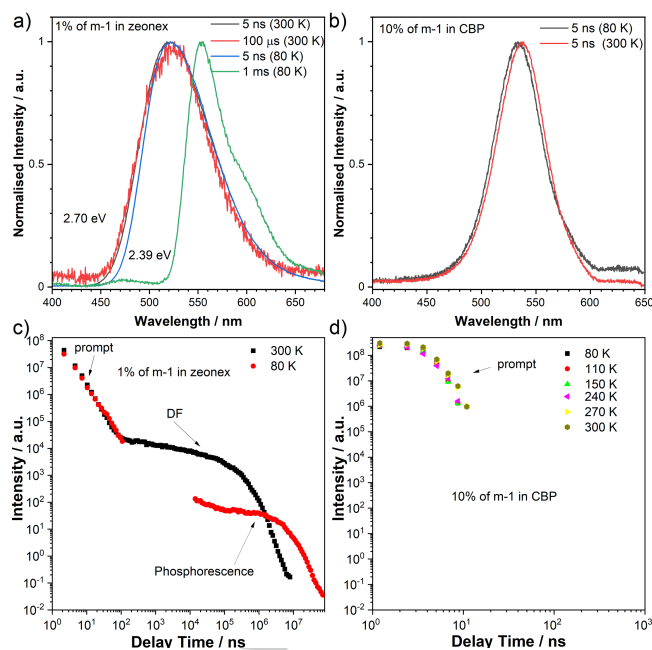 a)
1% of m-1 in zeonex
5 ns (300 K)
100 μs (300 K)
5 ns (80 K)
1 ms (80 K)
Normalised Intensity / a.u.
1
0.5
0
2.70 eV
2.39 eV
400 450 500 550 600 650
Wavelength / nm
b)
10% of m-1 in CBP
5 ns (80 K)
5 ns (300 K)
Normalised Intensity / a.u.
1
0.5
0
400 450 500 550 600 650
Wavelength / nm
c)
Intensity / a.u.
10^8
10^7
10^6
10^5
10^4
10^3
10^2
10^1
10^0
10^-1
10^-2
prompt
300 K
80 K
1% of m-1 in zeonex
DF
Phosphorescence
10^0 10^1 10^2 10^3 10^4 10^5 10^6 10^7
Delay Time / ns
d)
Intensity / a.u.
10^8
10^7
10^6
10^5
10^4
10^3
10^2
10^1
10^0
10^-1
10^-2
prompt
80 K
110 K
150 K
240 K
270 K
300 K
10% of m-1 in CBP
10^0 10^1 10^2 10^3
Delay Time / ns